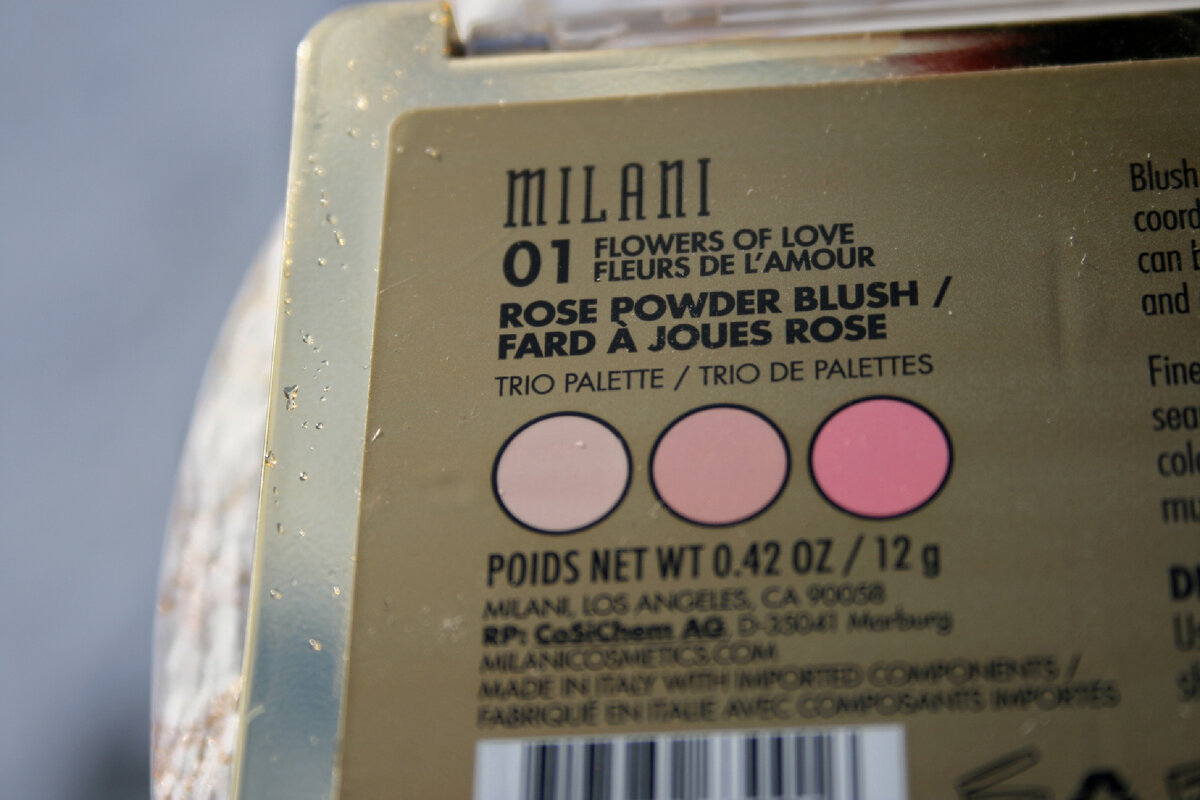 MILANI
01 FLOWERS OF LOVE
FLEURS DE L'AMOUR
ROSE POWDER BLUSH /
FARD À JOUES ROSE
TRIO PALETTE / TRIO DE PALETTES
POIDS NET WT 0.42 OZ / 12 g
MILANI, LOS ANGELES, CA 90058
RP: CoSiChem AG, D-35041 Marburg
MILANICOSMETICS.COM
MADE IN ITALY WITH IMPORTED COMPONENTS /
FABRIQUÉ EN ITALIE AVEC COMPOSANTS IMPORTÉS
Blush
coord
can b
and
Fine
sea
colo
mu